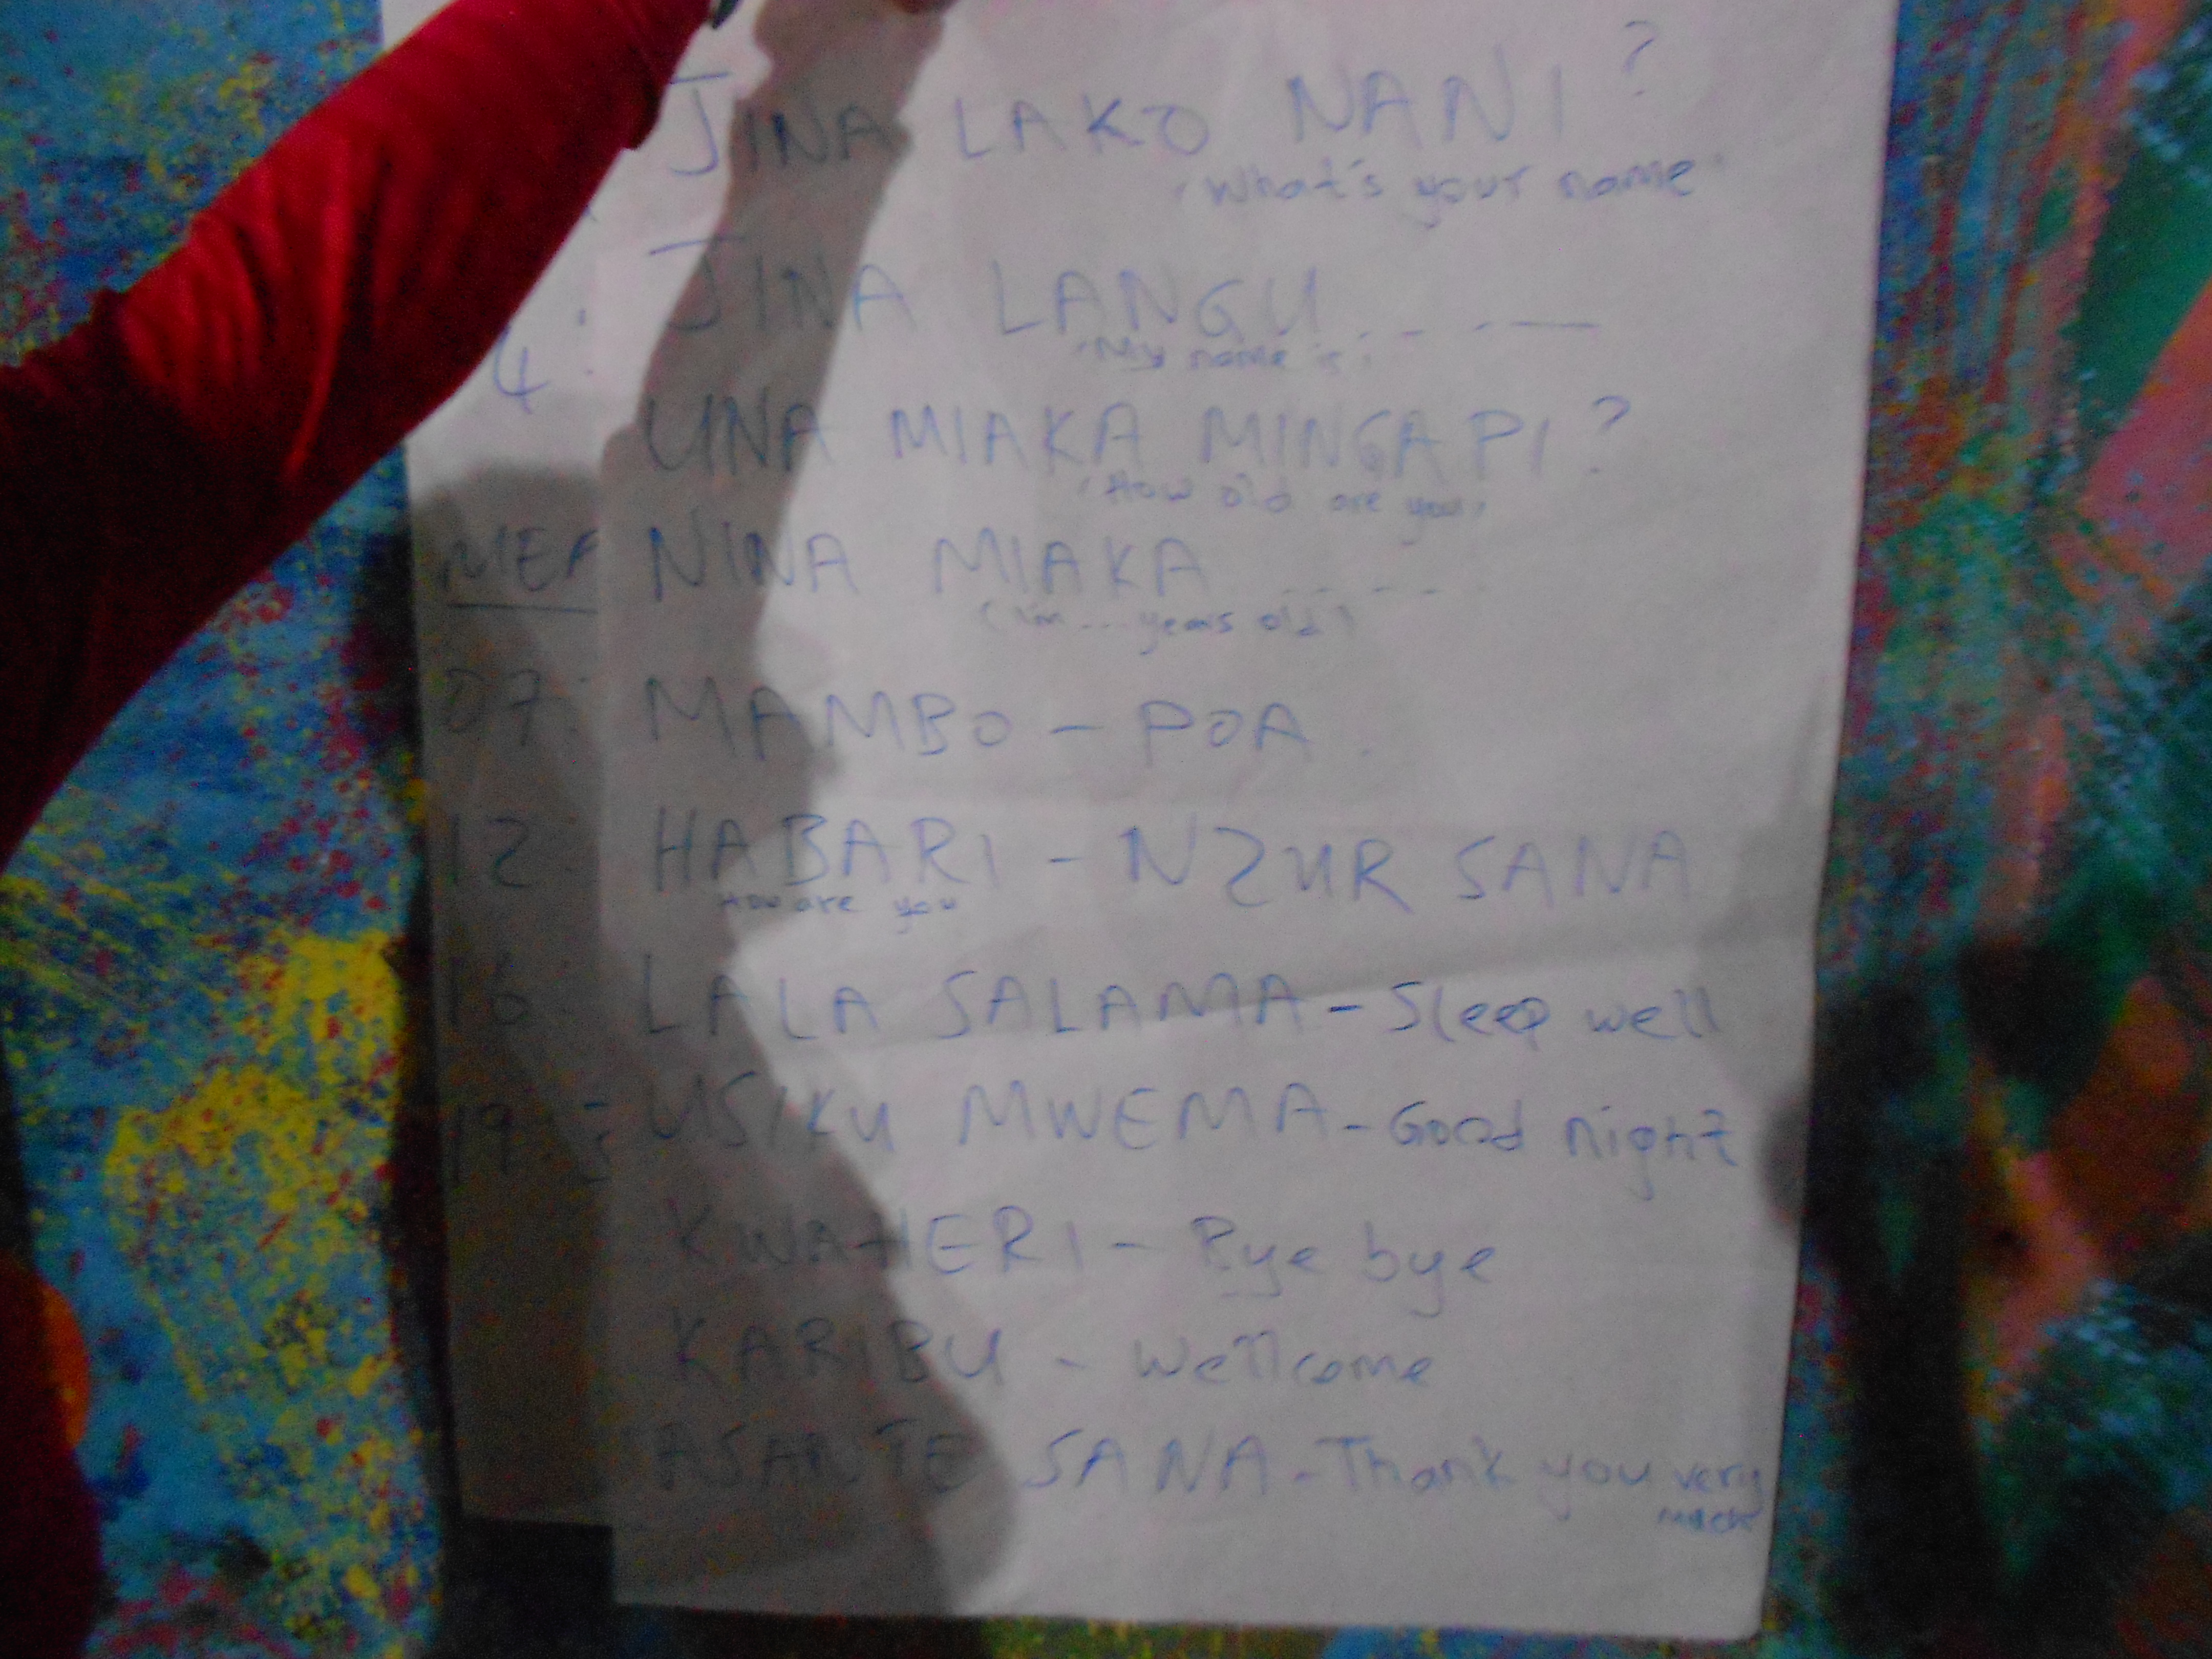 JINA LAKO NANI?
"What's your name"
JINA LANGU . . - . —
"My name is"
UNA MIAKA MINGAPI?
(How old are you)
NINA MIAKA - - - - -
(I'm ... years old)
MAMBO - POA.
HABARI - NZUR SANA
How are you
LALA SALAMA - Sleep well
USIKU MWEMA - Good night
KWAHERI - Bye bye
KARIBU - Wellcome
ASANTE SANA - Thank you very
much
4:
MEA
07:
12:
16:
19